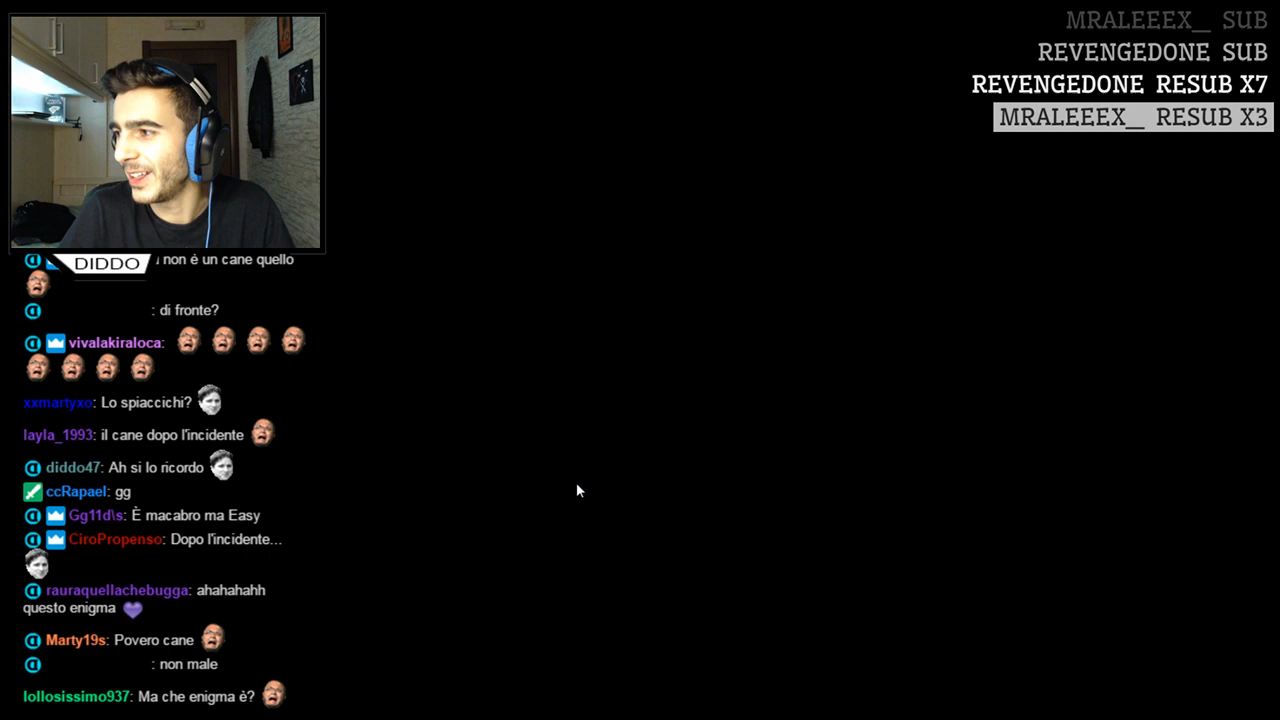 MRALEEEX_ SUB
REVENGEDONE SUB
REVENGEDONE RESUB X7
MRALEEEX_ RESUB X3
DIDDO
non è un cane quello
: di fronte?
vivalakiraloca:
xxmartyxo: Lo spiaccichi?
layla_1993: il cane dopo l'incidente
diddo47: Ah si lo ricordo
ccRapael: gg
Gg11d\s: È macabro ma Easy
CiroPropenso: Dopo l'incidente...
rauraquellachebugga: ahahahahh
questo enigma
Marty19s: Povero cane
: non male
lollosissimo937: Ma che enigma è?